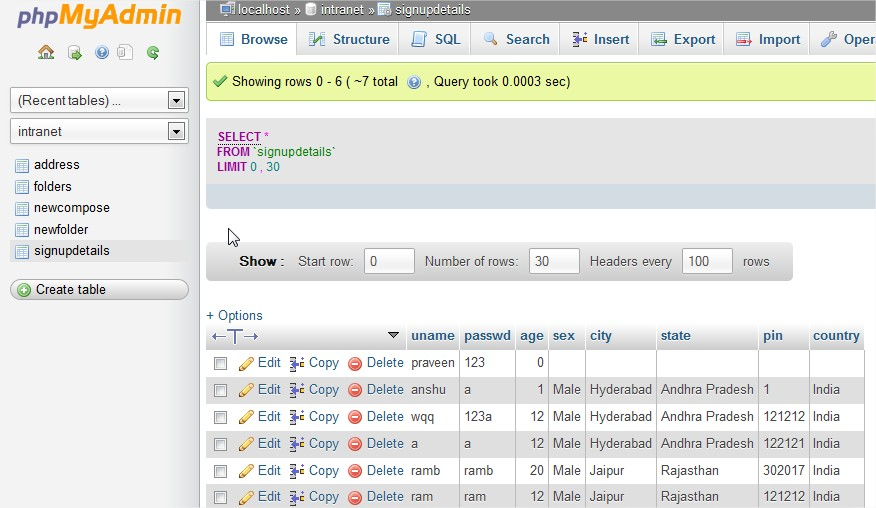 phpMyAdmin
(Recent tables) ...
intranet
address
folders
newcompose
newfolder
signupdetails
Create table
localhost » intranet » signupdetails
Browse Structure SQL Search Insert Export Import Oper
Showing rows 0 - 6 ( ~7 total , Query took 0.0003 sec)
SELECT *
FROM `signupdetails`
LIMIT 0 , 30
Show : Start row: 0 Number of rows: 30 Headers every 100 rows
+ Options
←T→ uname passwd age sex city state pin country
Edit Copy Delete praveen 123 0
Edit Copy Delete anshu a 1 Male Hyderabad Andhra Pradesh 1 India
Edit Copy Delete wqq 123a 12 Male Hyderabad Andhra Pradesh 121212 India
Edit Copy Delete a a 12 Male Hyderabad Andhra Pradesh 122121 India
Edit Copy Delete ramb ramb 20 Male Jaipur Rajasthan 302017 India
Edit Copy Delete ram ram 12 Male Jaipur Rajasthan 121212 India